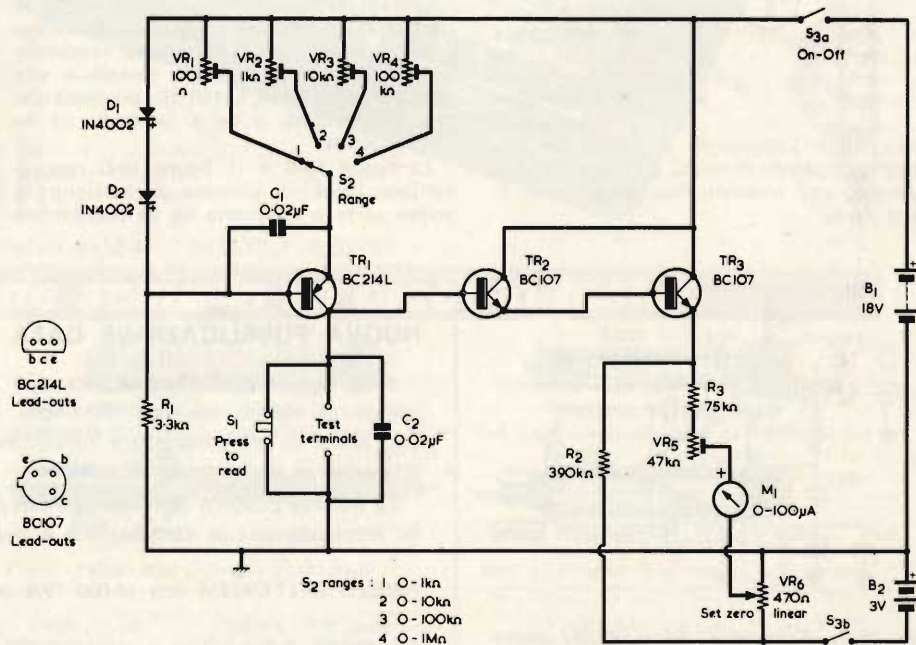 VR1
100
Ω
VR2
1kΩ
VR3
10kΩ
VR4
100
kΩ
S3a
On-Off
D1
1N4002
D2
1N4002
1
2
3
4
S2
Range
C1
0·02µF
TR1
BC214L
TR2
BC107
TR3
BC107
+
B1
18V
b c e
BC214L
Lead-outs
e
b
c
BC107
Lead-outs
R1
3·3kΩ
S1
Press
to
read
Test
terminals
C2
0·02µF
R2
390kΩ
R3
75kΩ
VR5
47kΩ
+
M1
0-100µA
S2 ranges : 1 0-1kΩ
2 0-10kΩ
3 0-100kΩ
4 0-1MΩ
VR6
470Ω
linear
Set zero
S3b
+
B2
3V